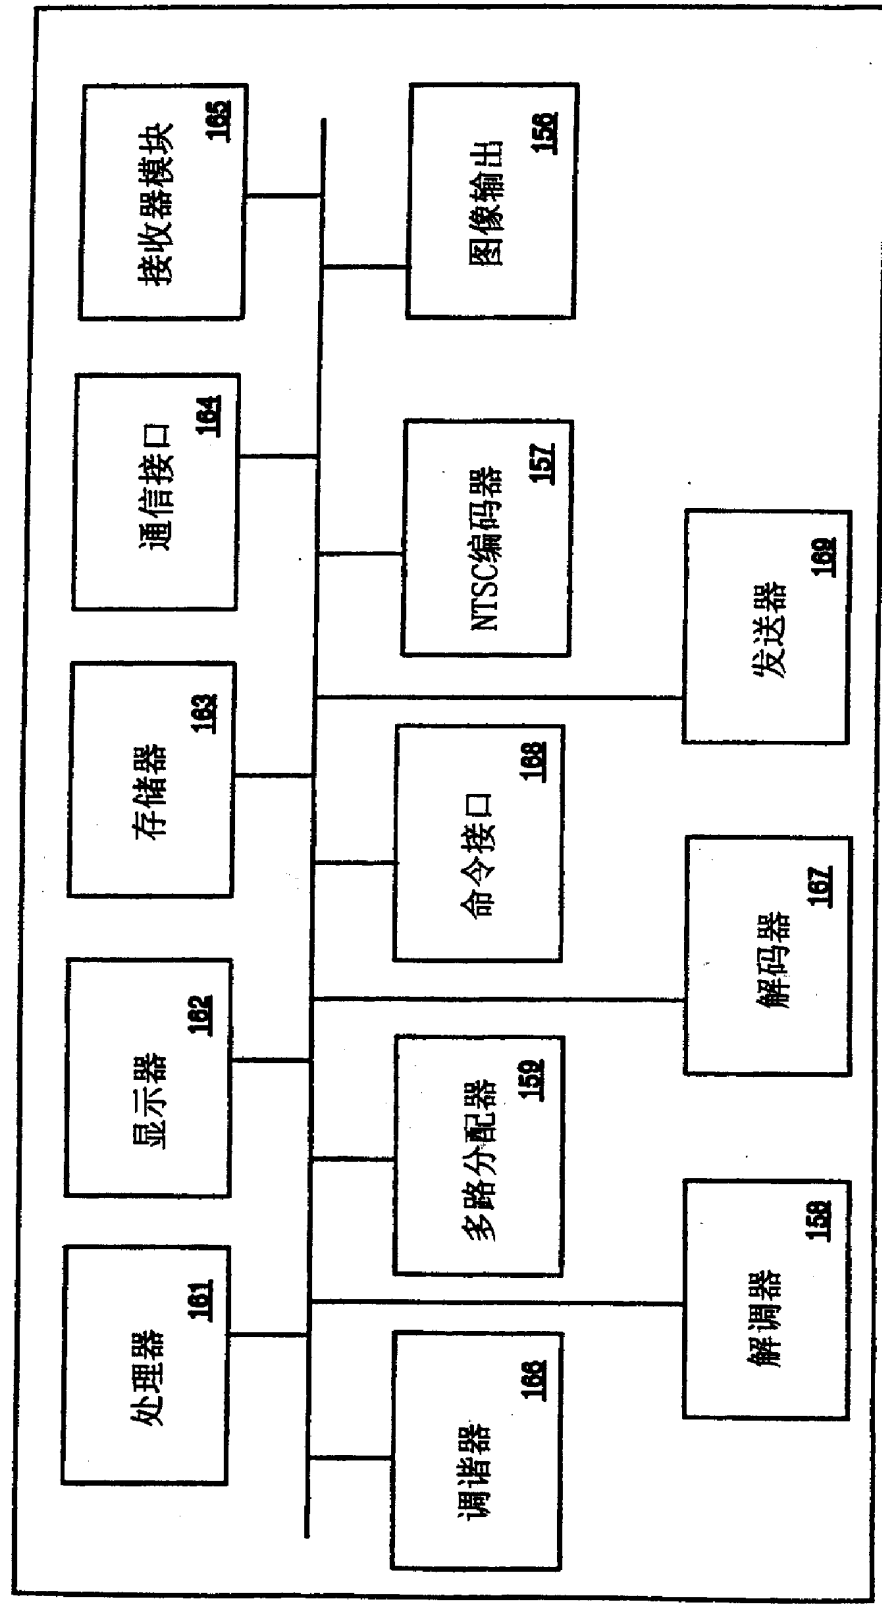 处理器
161
显示器
162
存储器
163
通信接口
164
接收器模块
165
调谐器
166
多路分配器
159
命令接口
168
NTSC编码器
157
图像输出
156
解调器
158
解码器
167
发送器
169